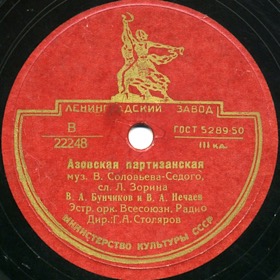 ЛЕНИНГРАДСКИЙ ЗАВОД
В
22248
ГОСТ 5289-50
III кл.
Азовская партизанская
муз. В. Соловьева-Седого,
сл. Л. Зорина
В. А. Бунчиков и В. А. Нечаев
Эстр. орк. Всесоюзн. Радио
Дир.: Г. А. Столяров
МИНИСТЕРСТВО КУЛЬТУРЫ СССР